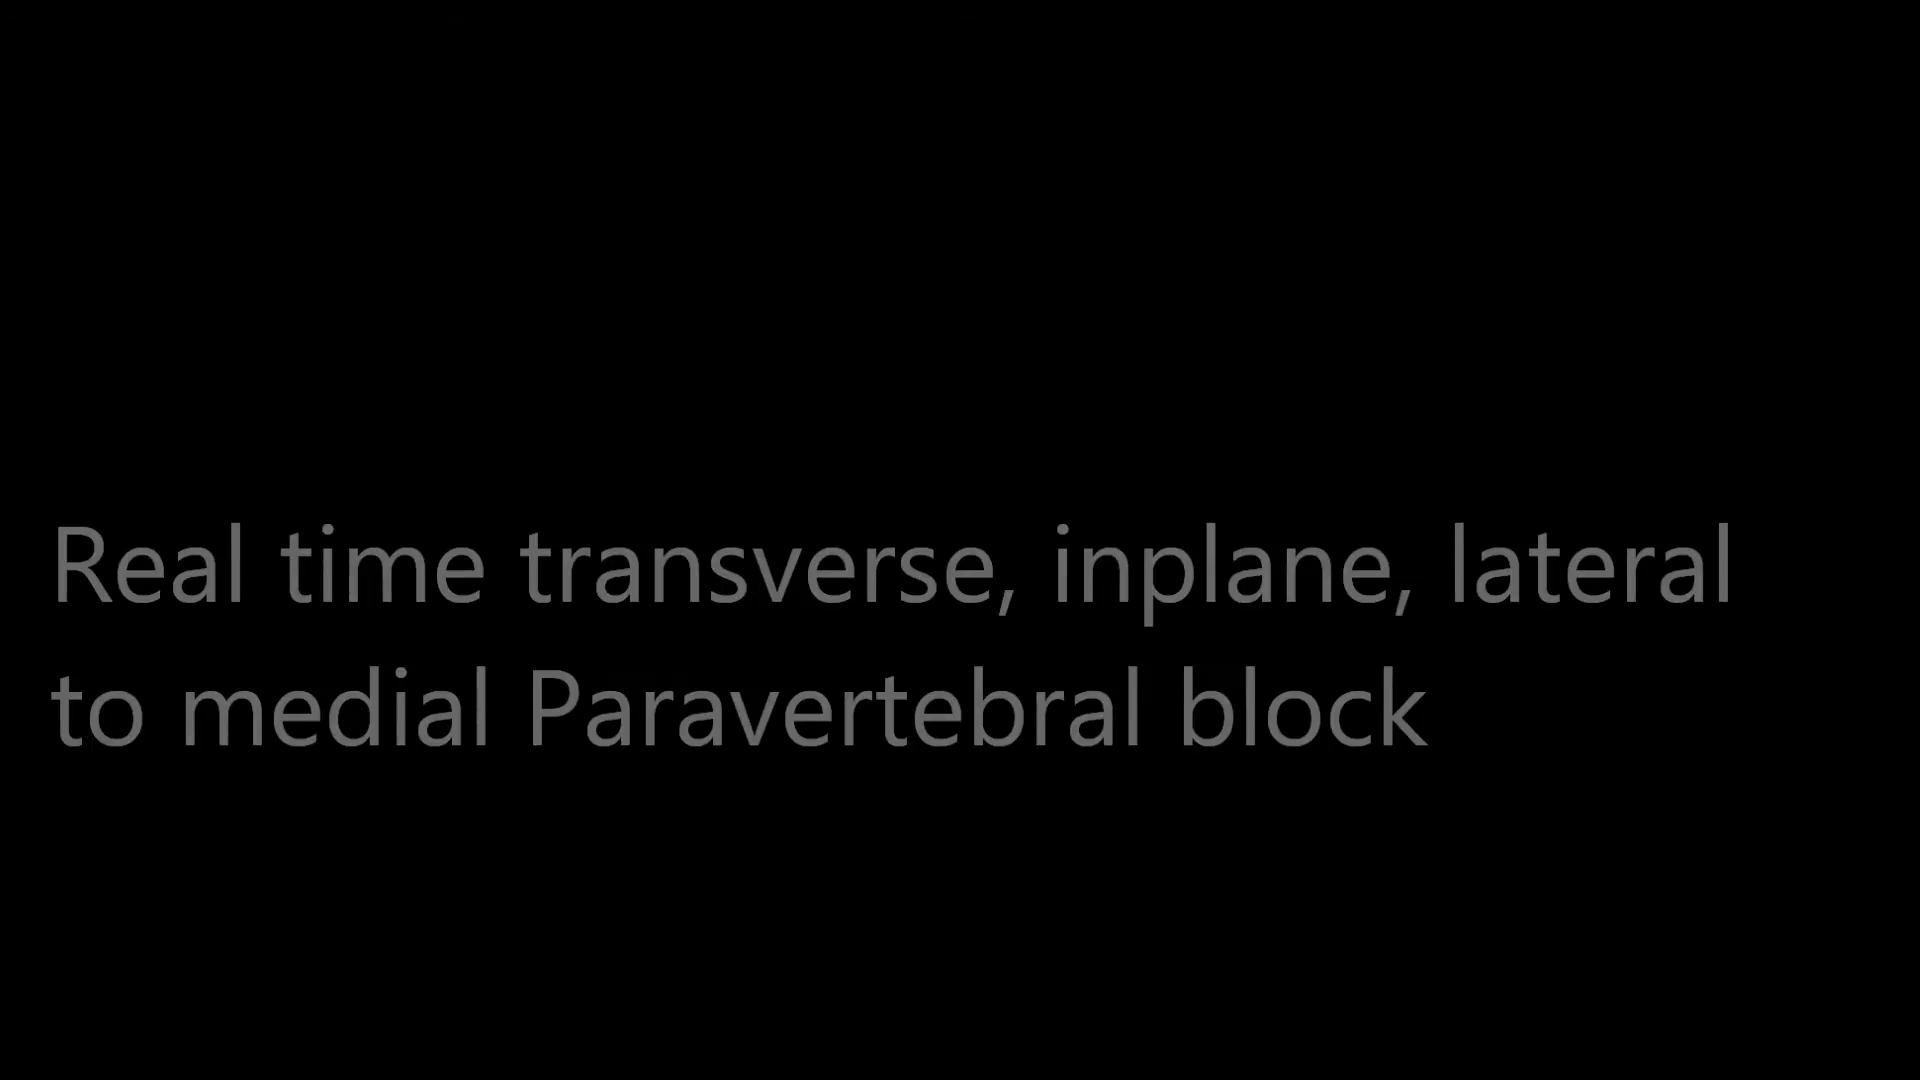 Real time transverse, inplane, lateral
to medial Paravertebral block